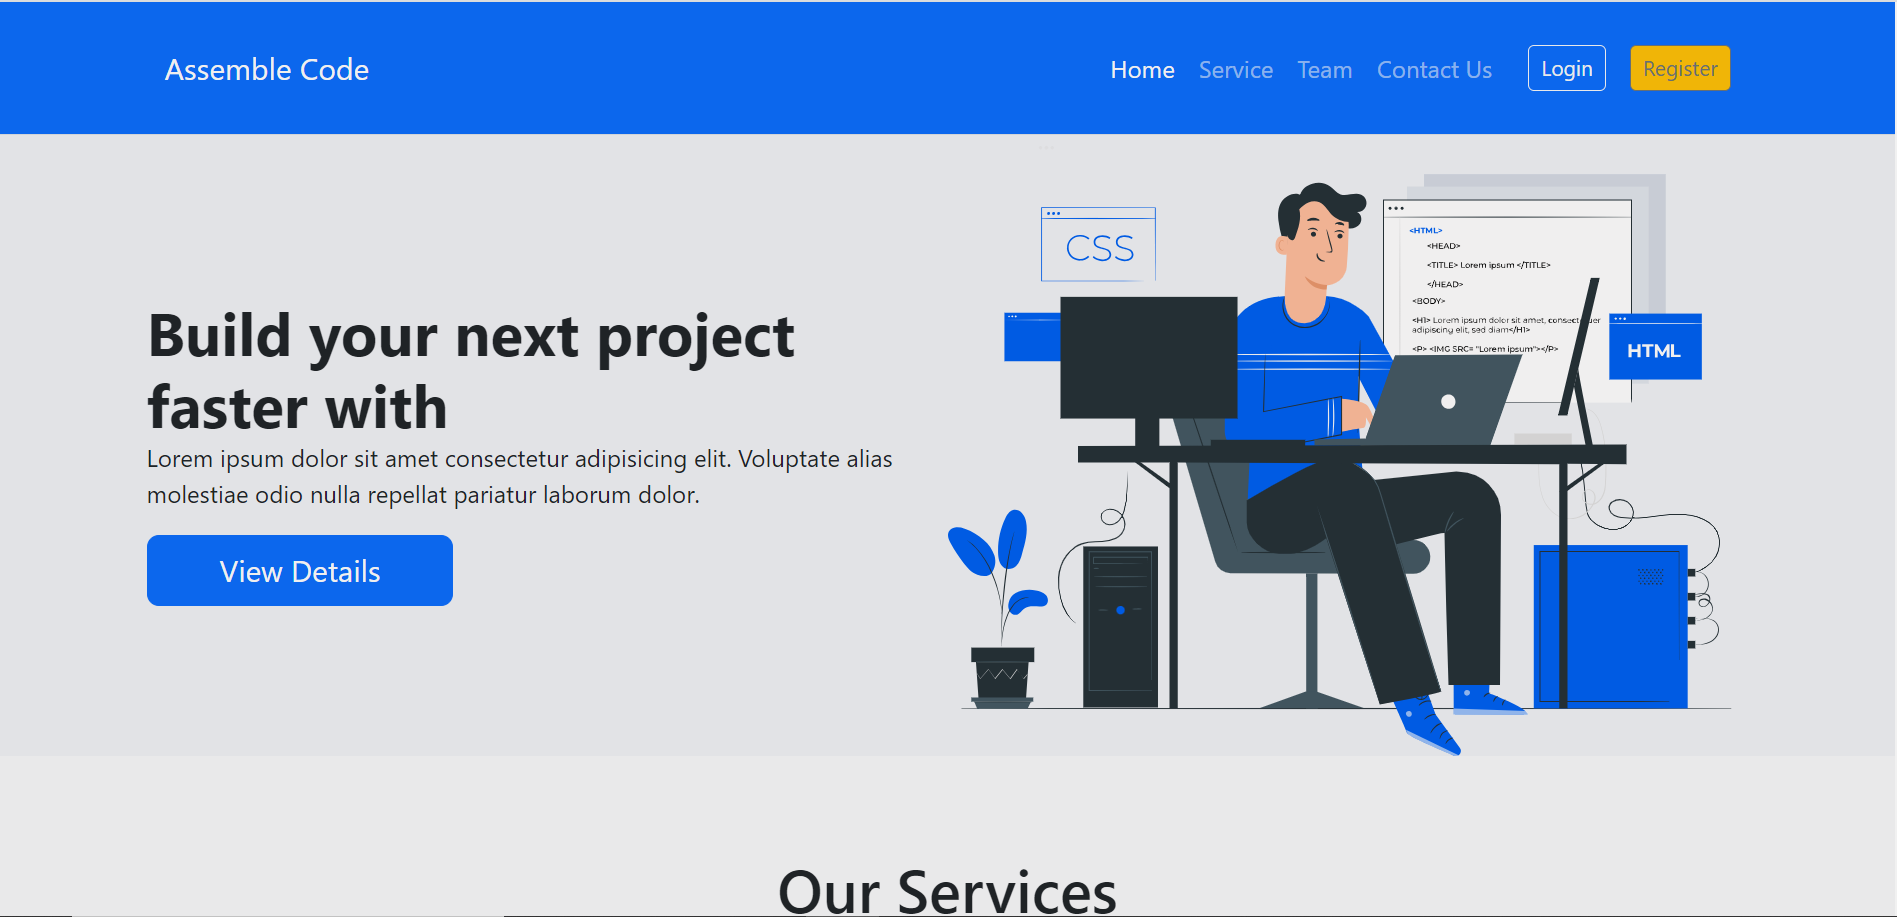 Assemble Code
Home Service Team Contact Us Login Register
Build your next project
faster with
Lorem ipsum dolor sit amet consectetur adipisicing elit. Voluptate alias
molestiae odio nulla repellat pariatur laborum dolor.
View Details
CSS
<HTML>
<HEAD>
<TITLE> Lorem ipsum </TITLE>
</HEAD>
<BODY>
<H1> Lorem ipsum dolor sit amet,
adipiscing elit, sed diam</H1>
<P> <IMG SRC= "Lorem ipsum"></P>
HTML
Our Services